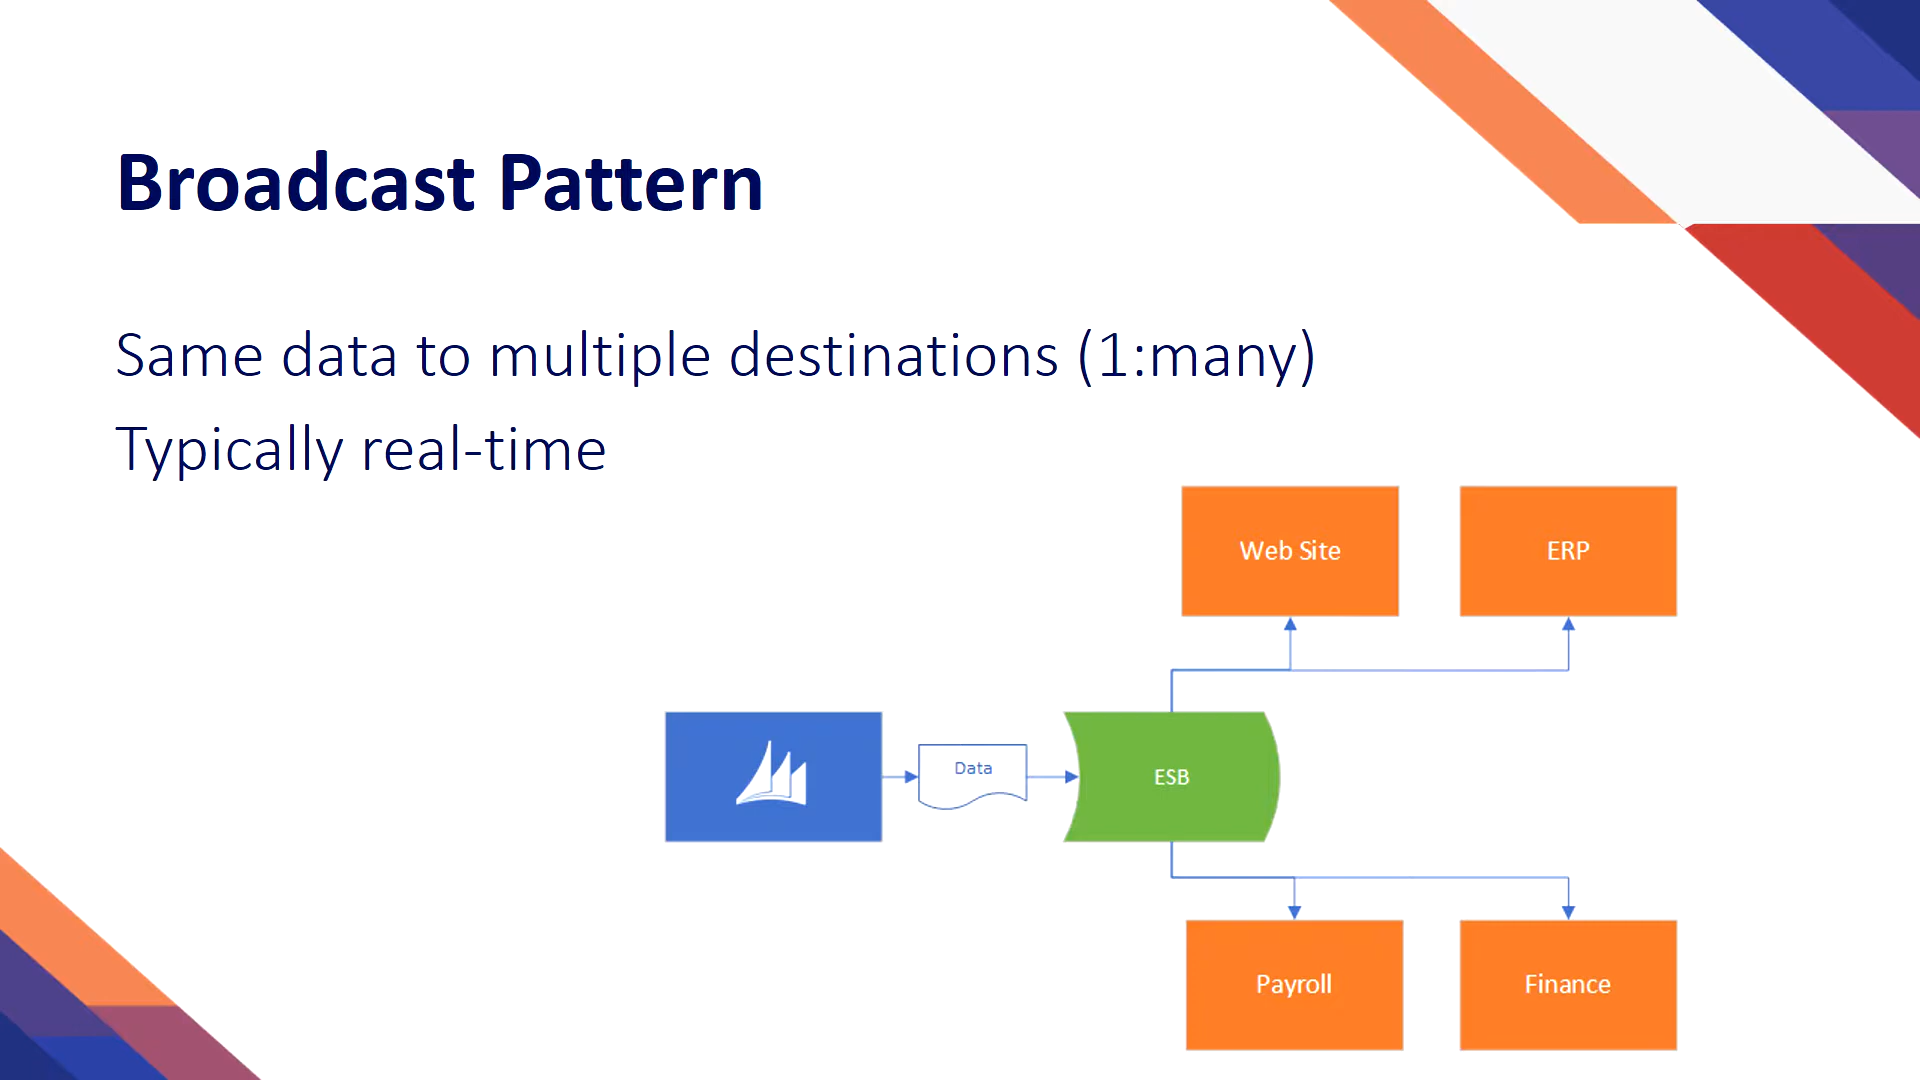 Broadcast Pattern
Same data to multiple destinations (1:many)
Typically real-time
Web Site
ERP
Data
ESB
Payroll
Finance